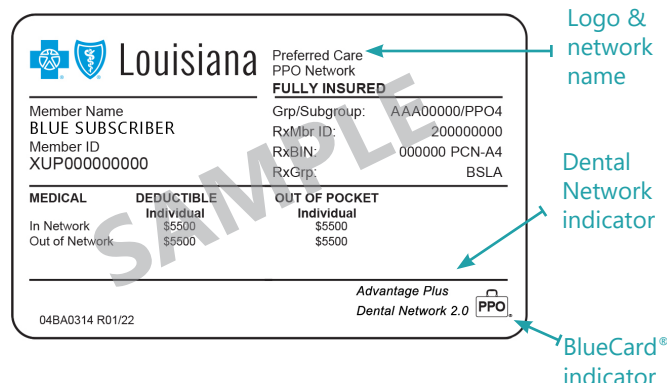 Louisiana
Preferred Care
PPO Network
FULLY INSURED
Logo &
network
name
Member Name
BLUE SUBSCRIBER
Member ID
XUP000000000
Grp/Subgroup: AAA00000/PPO4
RxMbr ID: 200000000
RxBIN: 000000 PCN-A4
RxGrp: BSLA
SAMPLE
MEDICAL DEDUCTIBLE OUT OF POCKET
Individual Individual
In Network $5500 $5500
Out of Network $5500 $5500
Dental
Network
indicator
Advantage Plus
Dental Network 2.0
PPO®
04BA0314 R01/22
BlueCard®
indicator